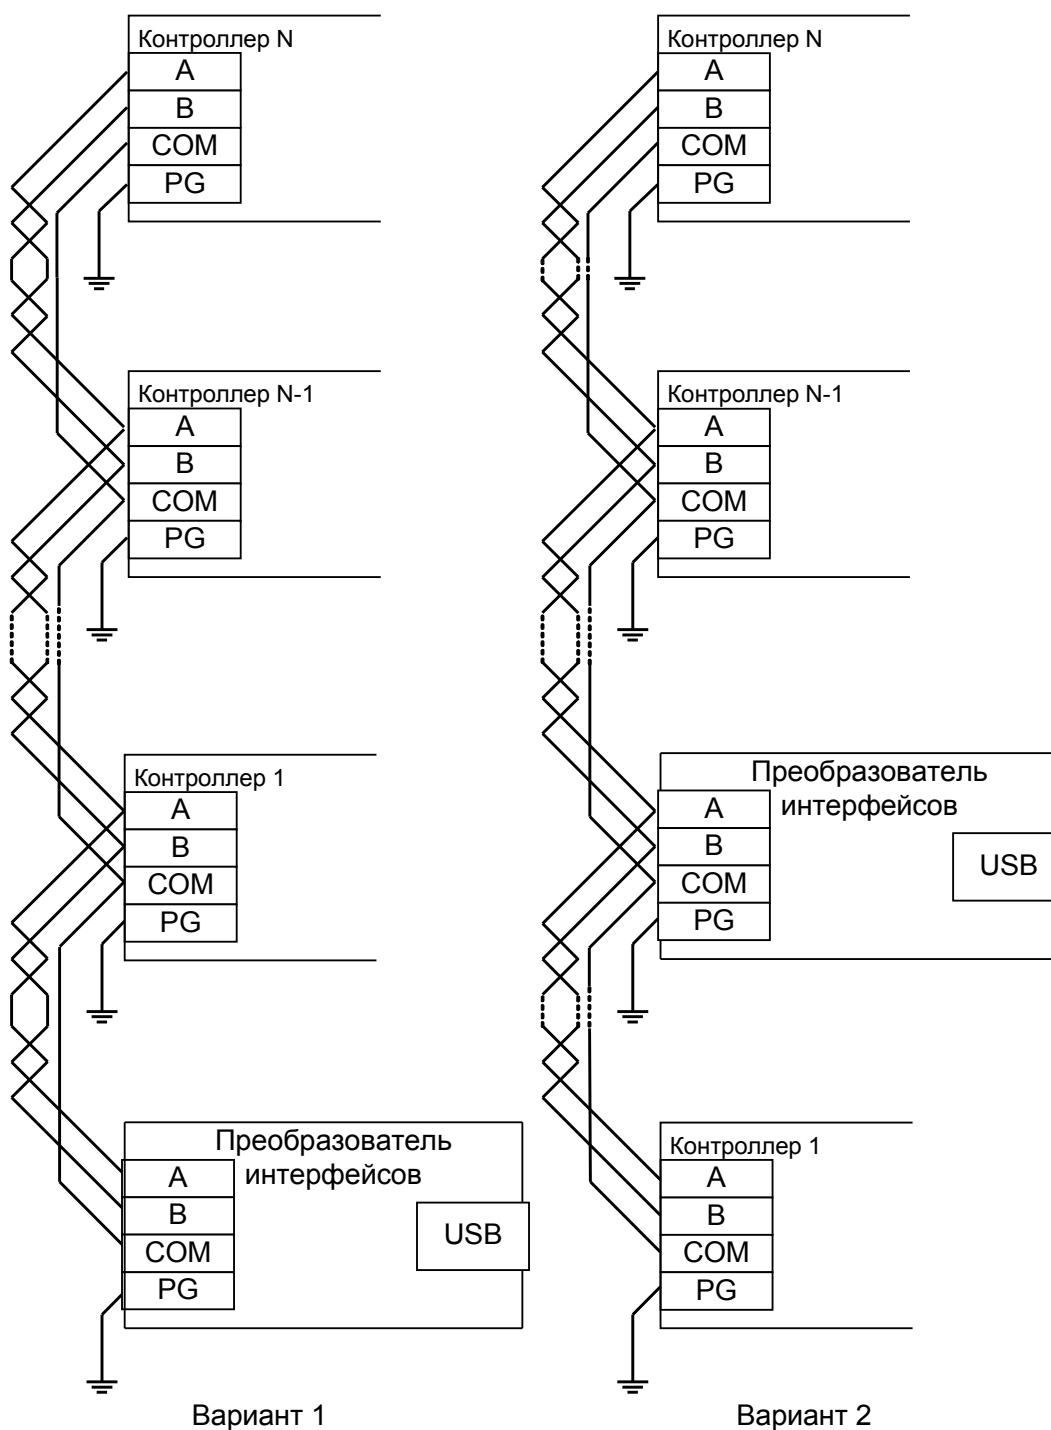 Контроллер N
A
B
COM
PG
Контроллер N-1
A
B
COM
PG
Контроллер 1
A
B
COM
PG
Преобразователь
интерфейсов
A
B
COM
PG
USB
Вариант 1
Контроллер N
A
B
COM
PG
Контроллер N-1
A
B
COM
PG
Преобразователь
интерфейсов
A
B
COM
PG
USB
Контроллер 1
A
B
COM
PG
Вариант 2